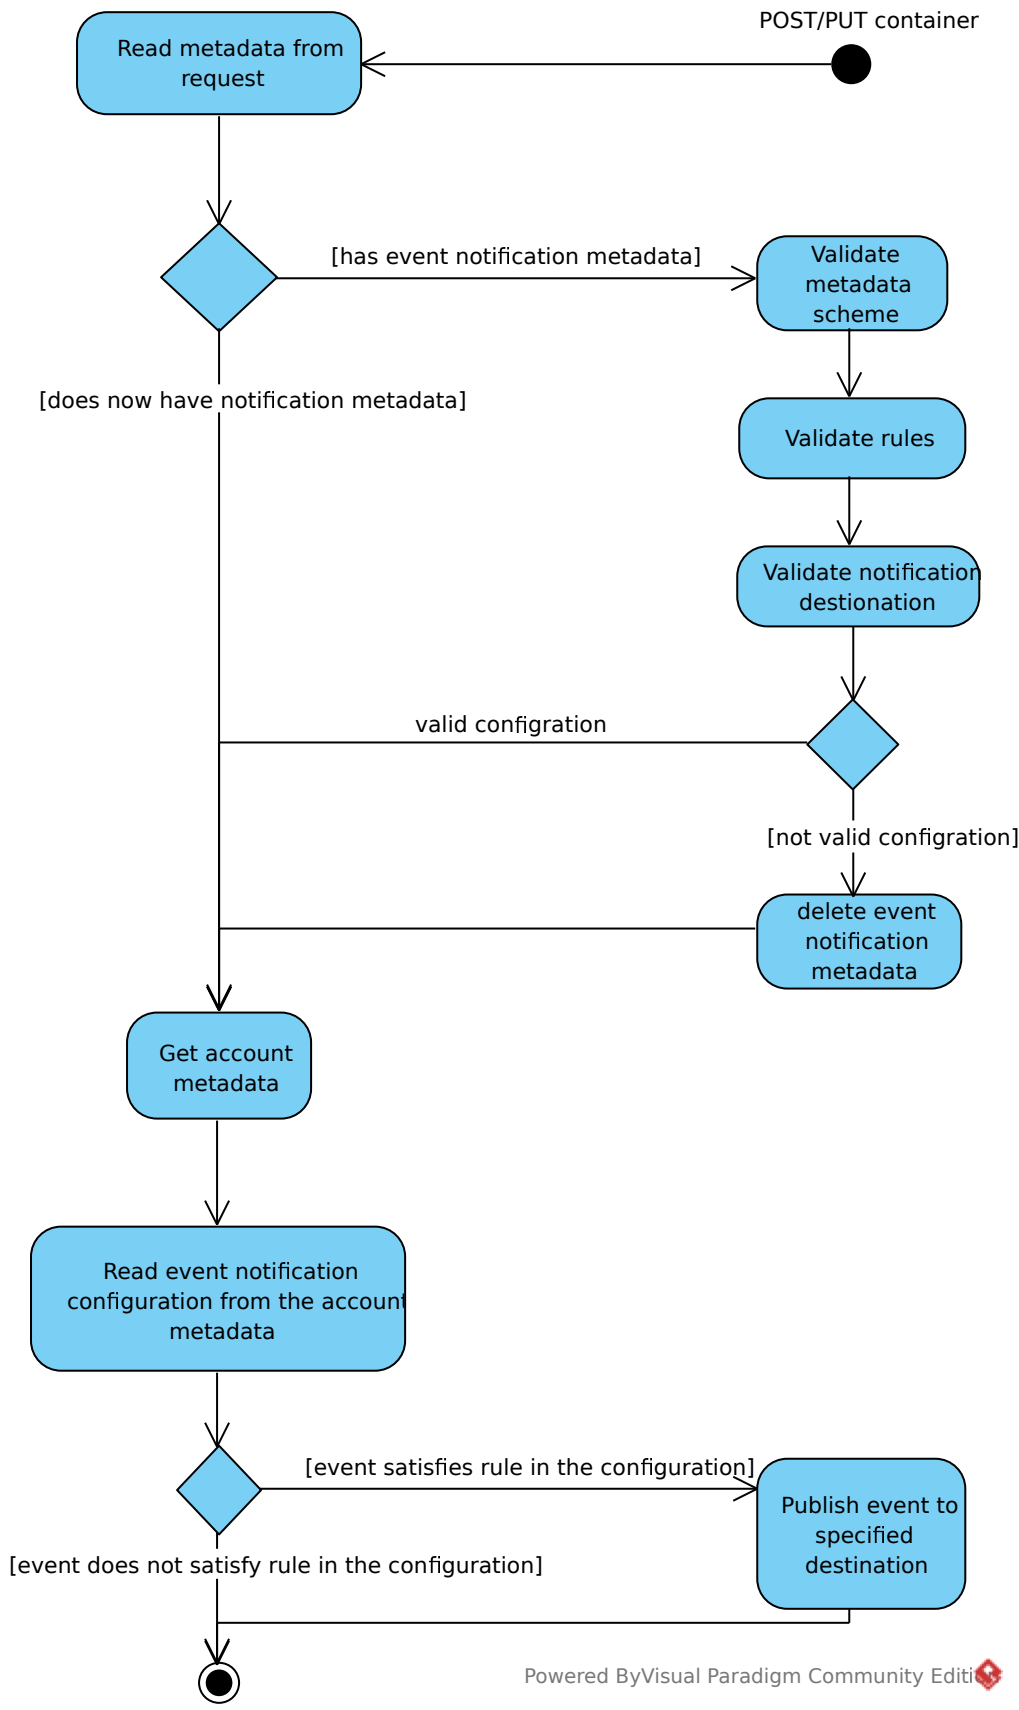 POST/PUT container
Read metadata from
request
[has event notification metadata]
Validate
metadata
scheme
[does now have notification metadata]
Validate rules
Validate notification
destionation
valid configration
[not valid configration]
delete event
notification
metadata
Get account
metadata
Read event notification
configuration from the account
metadata
[event satisfies rule in the configuration]
Publish event to
specified
destination
[event does not satisfy rule in the configuration]
Powered ByVisual Paradigm Community Edition